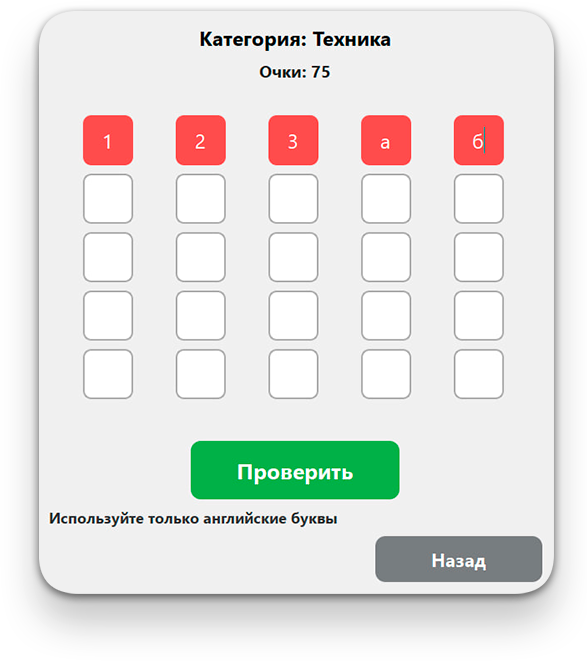 Категория: Техника
Очки: 75
1 2 3 а б
Проверить
Используйте только английские буквы
Назад